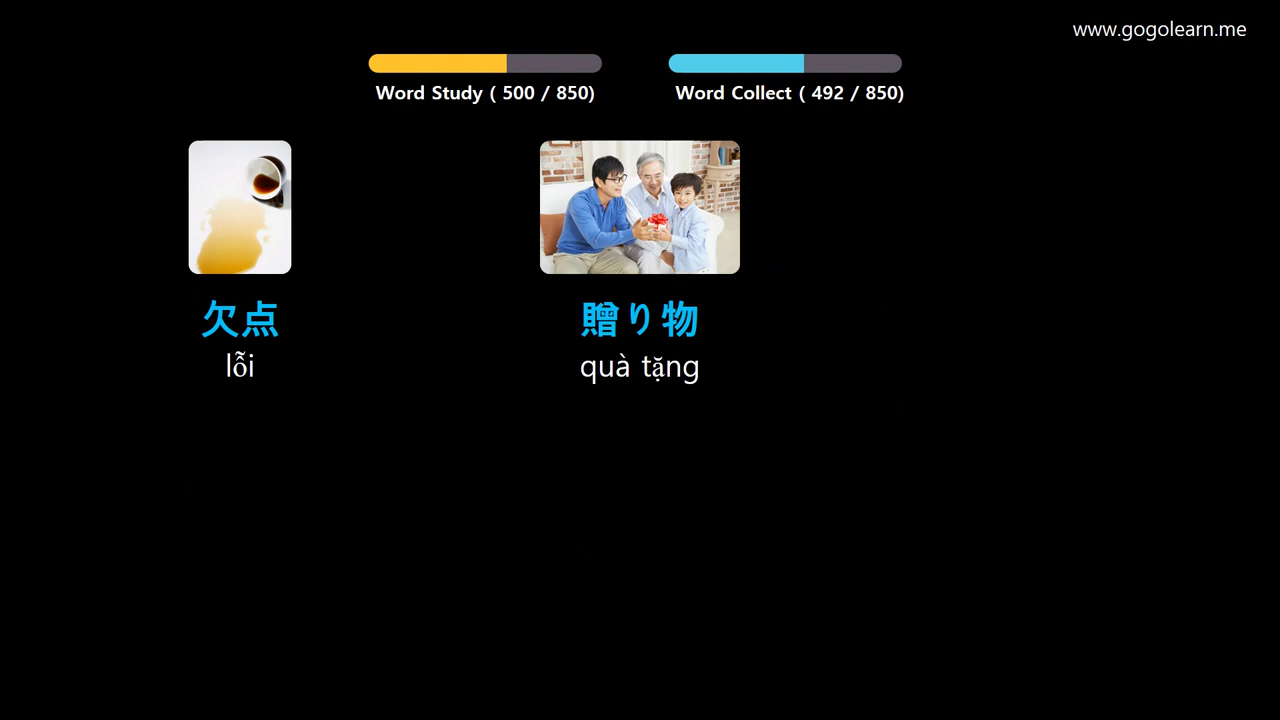 www.gogolearn.me
Word Study ( 500 / 850)
Word Collect ( 492 / 850)
欠点
lỗi
贈り物
quà tặng